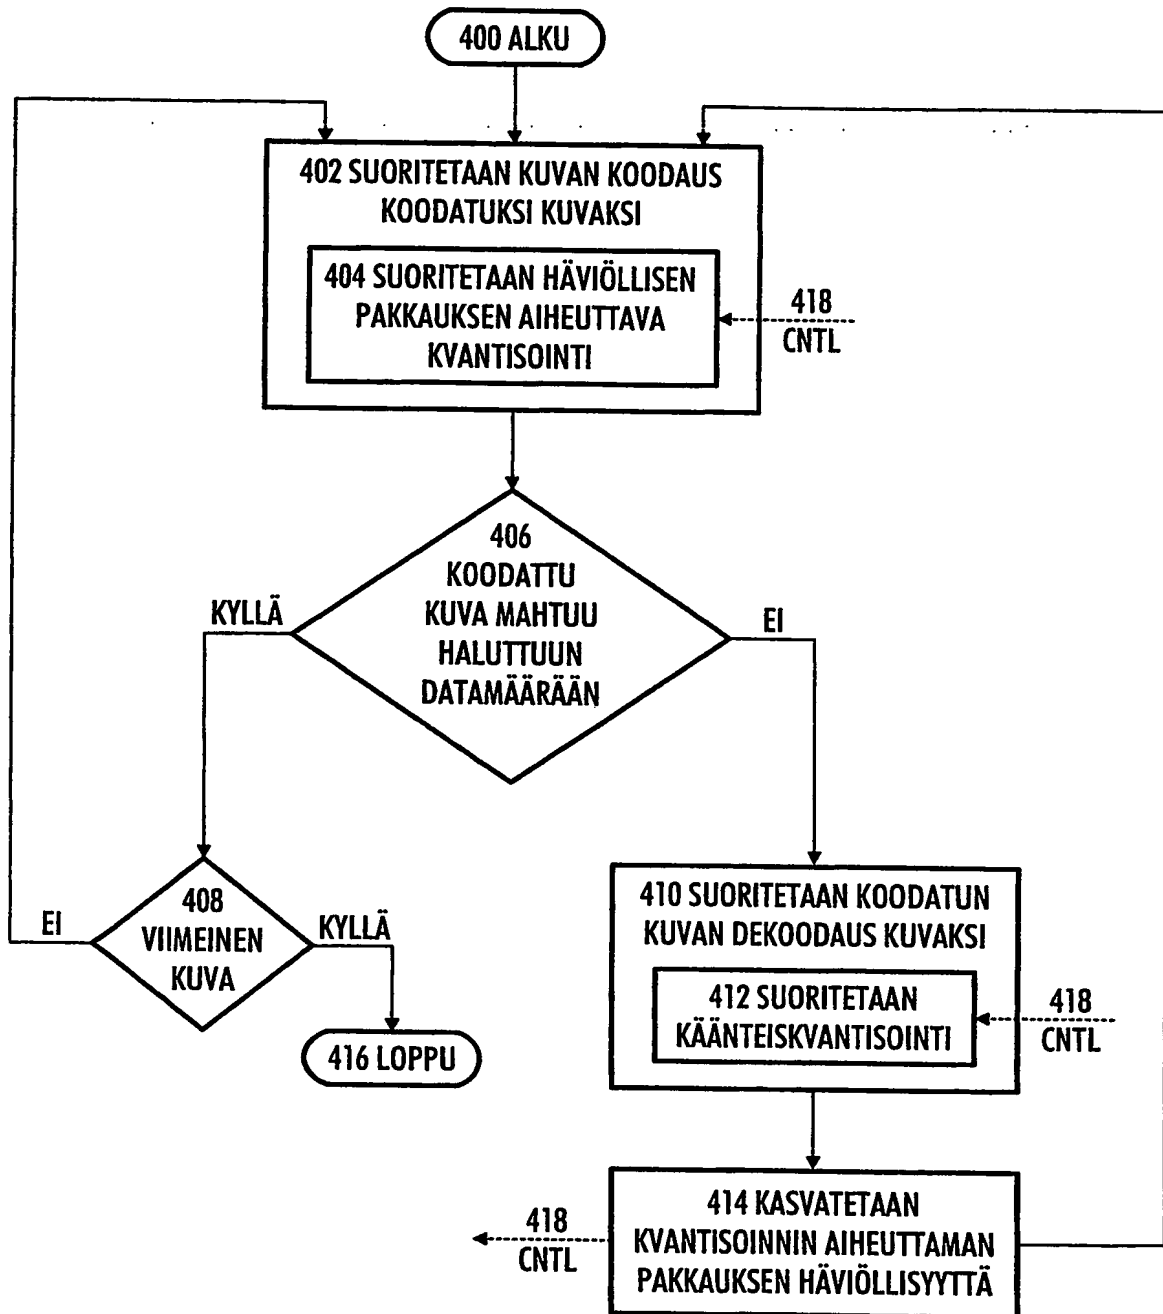 400 ALKU
402 SUORITETAAN KUVAN KOODAUS
KOODATUKSI KUVAKSI
404 SUORITETAAN HÄVIÖLLISEN
PAKKAUKSEN AIHEUTTAVA
KVANTISOINTI
418
CNTL
406
KOODATTU
KUVA MAHTUU
HALUTTUUN
DATAMÄÄRÄÄN
KYLLÄ
EI
408
VIIMEINEN
KUVA
EI
KYLLÄ
416 LOPPU
410 SUORITETAAN KOODATUN
KUVAN DEKOODAUS KUVAKSI
412 SUORITETAAN
KÄÄNTEISKVANTISOINTI
418
CNTL
414 KASVATETAAN
KVANTISOINNIN AIHEUTTAMAN
PAKKAUKSEN HÄVIÖLLISYYTTÄ
418
CNTL